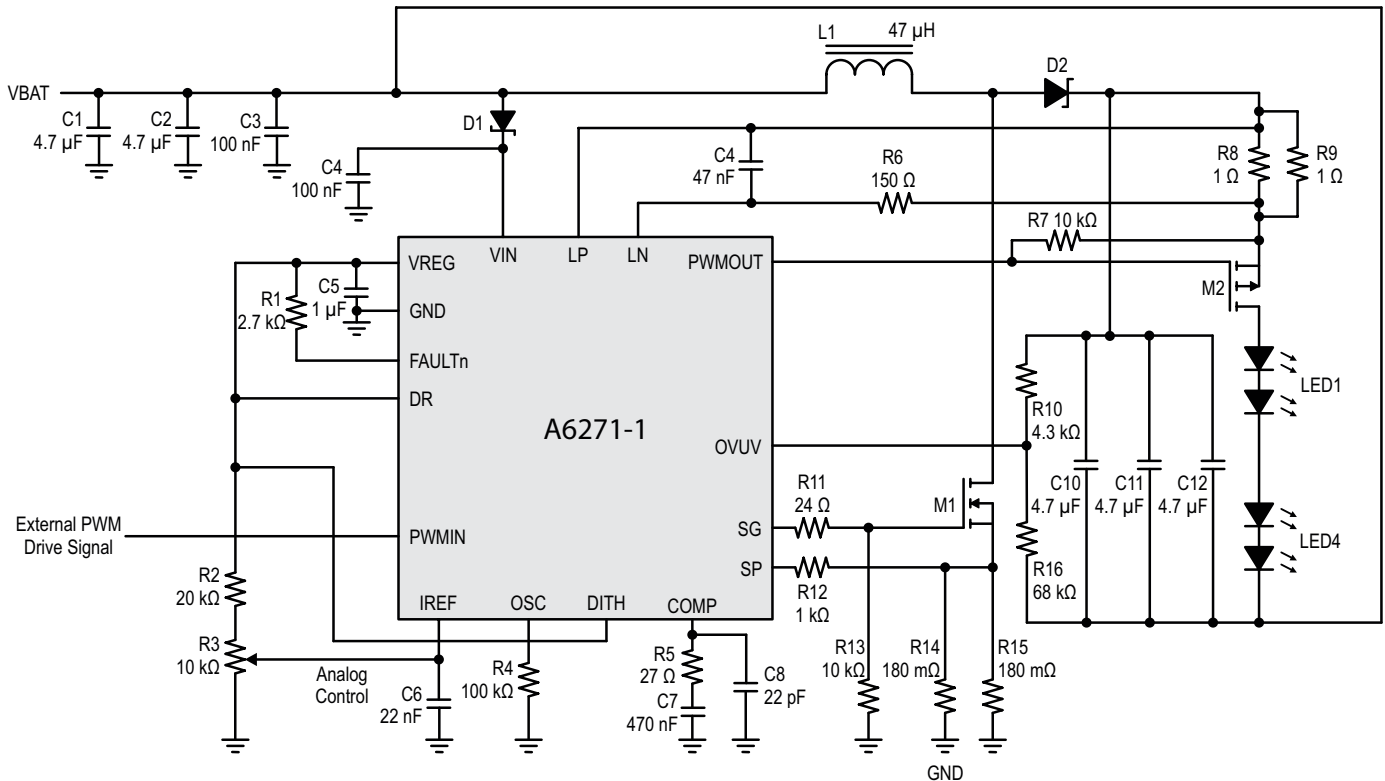 L1
47 µH
D2
VBAT
C1
4.7 µF
C2
4.7 µF
C3
100 nF
D1
C4
100 nF
C4
47 nF
R6
150 Ω
R8
1 Ω
R9
1 Ω
R7 10 kΩ
VREG
VIN
LP
LN
PWMOUT
M2
R1
2.7 kΩ
C5
1 µF
GND
FAULTn
DR
A6271-1
LED1
R10
4.3 kΩ
OVUV
C10
4.7 µF
C11
4.7 µF
C12
4.7 µF
R11
24 Ω
M1
External PWM
Drive Signal
PWMIN
SG
SP
LED4
R16
68 kΩ
R12
1 kΩ
R2
20 kΩ
IREF
OSC
DITH
COMP
R3
10 kΩ
Analog
Control
R4
100 kΩ
R5
27 Ω
C8
22 pF
R13
10 kΩ
R14
180 mΩ
R15
180 mΩ
C6
22 nF
C7
470 nF
GND